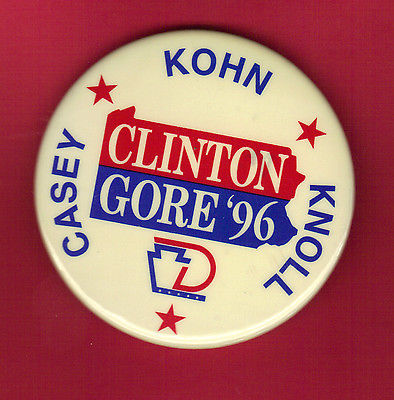 KOHN
CASEY
CLINTON
GORE '96
KNOLL
D